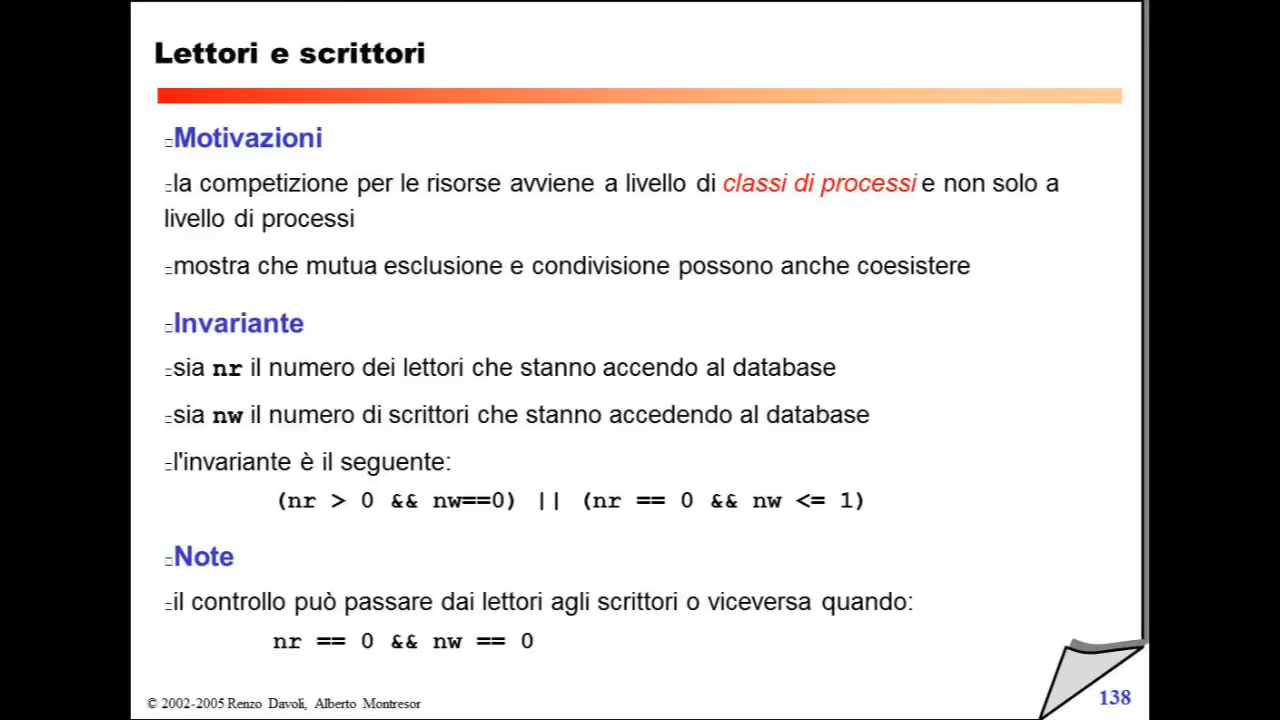 Lettori e scrittori
Motivazioni
la competizione per le risorse avviene a livello di classi di processi e non solo a
livello di processi
mostra che mutua esclusione e condivisione possono anche coesistere
Invariante
sia nr il numero dei lettori che stanno accendo al database
sia nw il numero di scrittori che stanno accedendo al database
l'invariante è il seguente:
(nr > 0 && nw==0) || (nr == 0 && nw <= 1)
Note
il controllo può passare dai lettori agli scrittori o viceversa quando:
nr == 0 && nw == 0
© 2002-2005 Renzo Davoli, Alberto Montresor
138